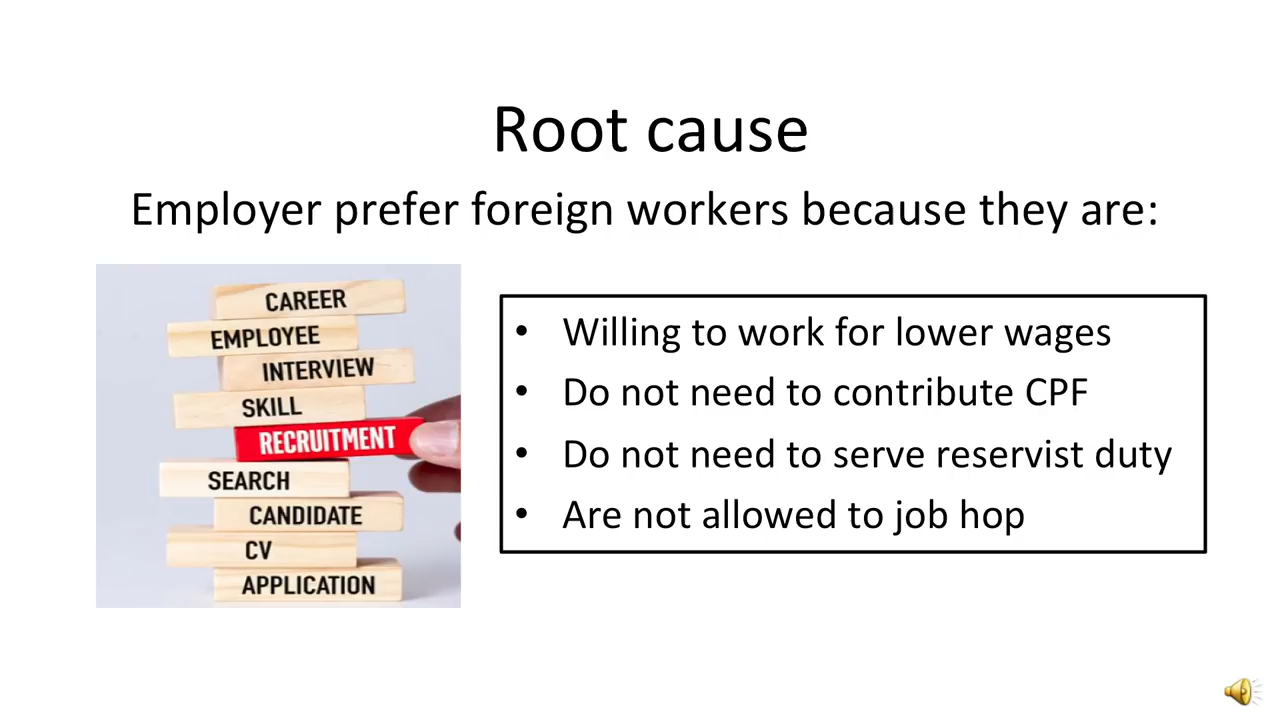 Root cause
Employer prefer foreign workers because they are:
CAREER
EMPLOYEE
INTERVIEW
SKILL
RECRUITMENT
SEARCH
CANDIDATE
CV
APPLICATION
• Willing to work for lower wages
• Do not need to contribute CPF
• Do not need to serve reservist duty
• Are not allowed to job hop